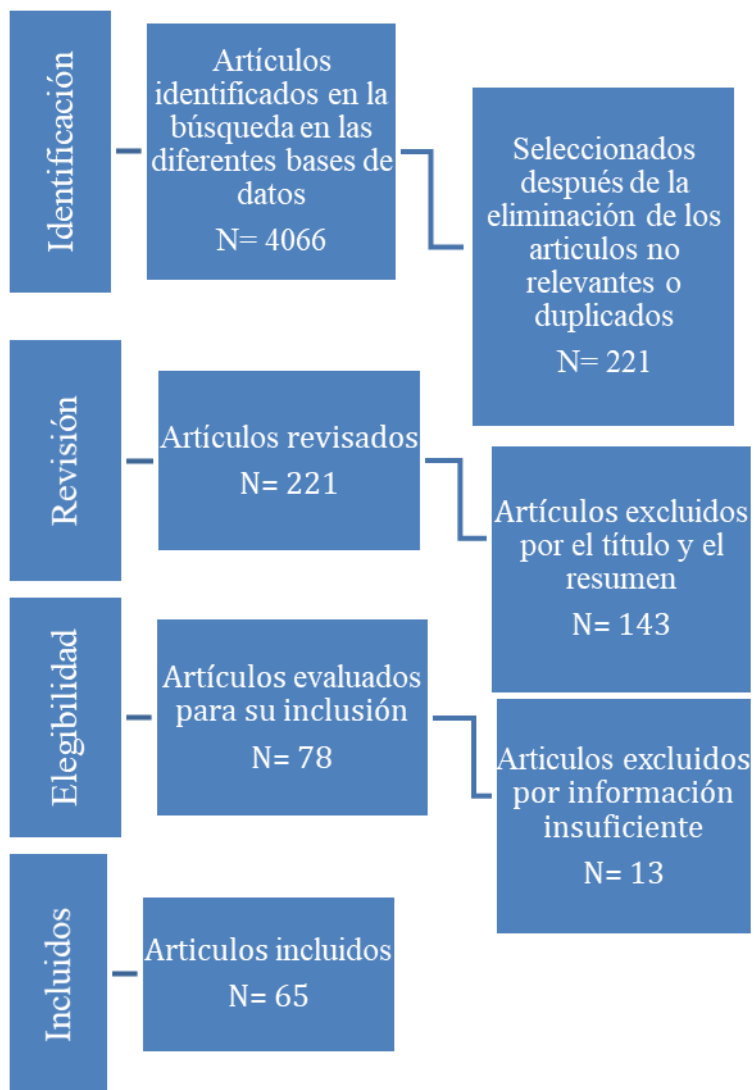 Identificación
Artículos
identificados en la
búsqueda en las
diferentes bases de
datos
N= 4066
Seleccionados
después de la
eliminación de los
articulos no
relevantes o
duplicados
N= 221
Revisión
Artículos revisados
N= 221
Artículos excluidos
por el título y el
resumen
N= 143
Elegibilidad
Artículos evaluados
para su inclusión
N= 78
Articulos excluidos
por información
insuficiente
N= 13
Incluidos
Articulos incluidos
N= 65